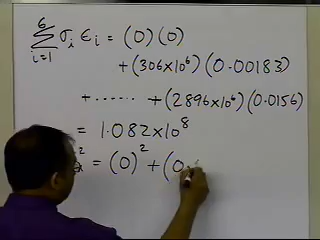 6
∑ σi εi = (0)(0)
i=1
+ (306×10⁶)(0.00183)
+ ...... + (2896×10⁶)(0.0156)
= 1.082×10⁸
² = (0)² + (0.